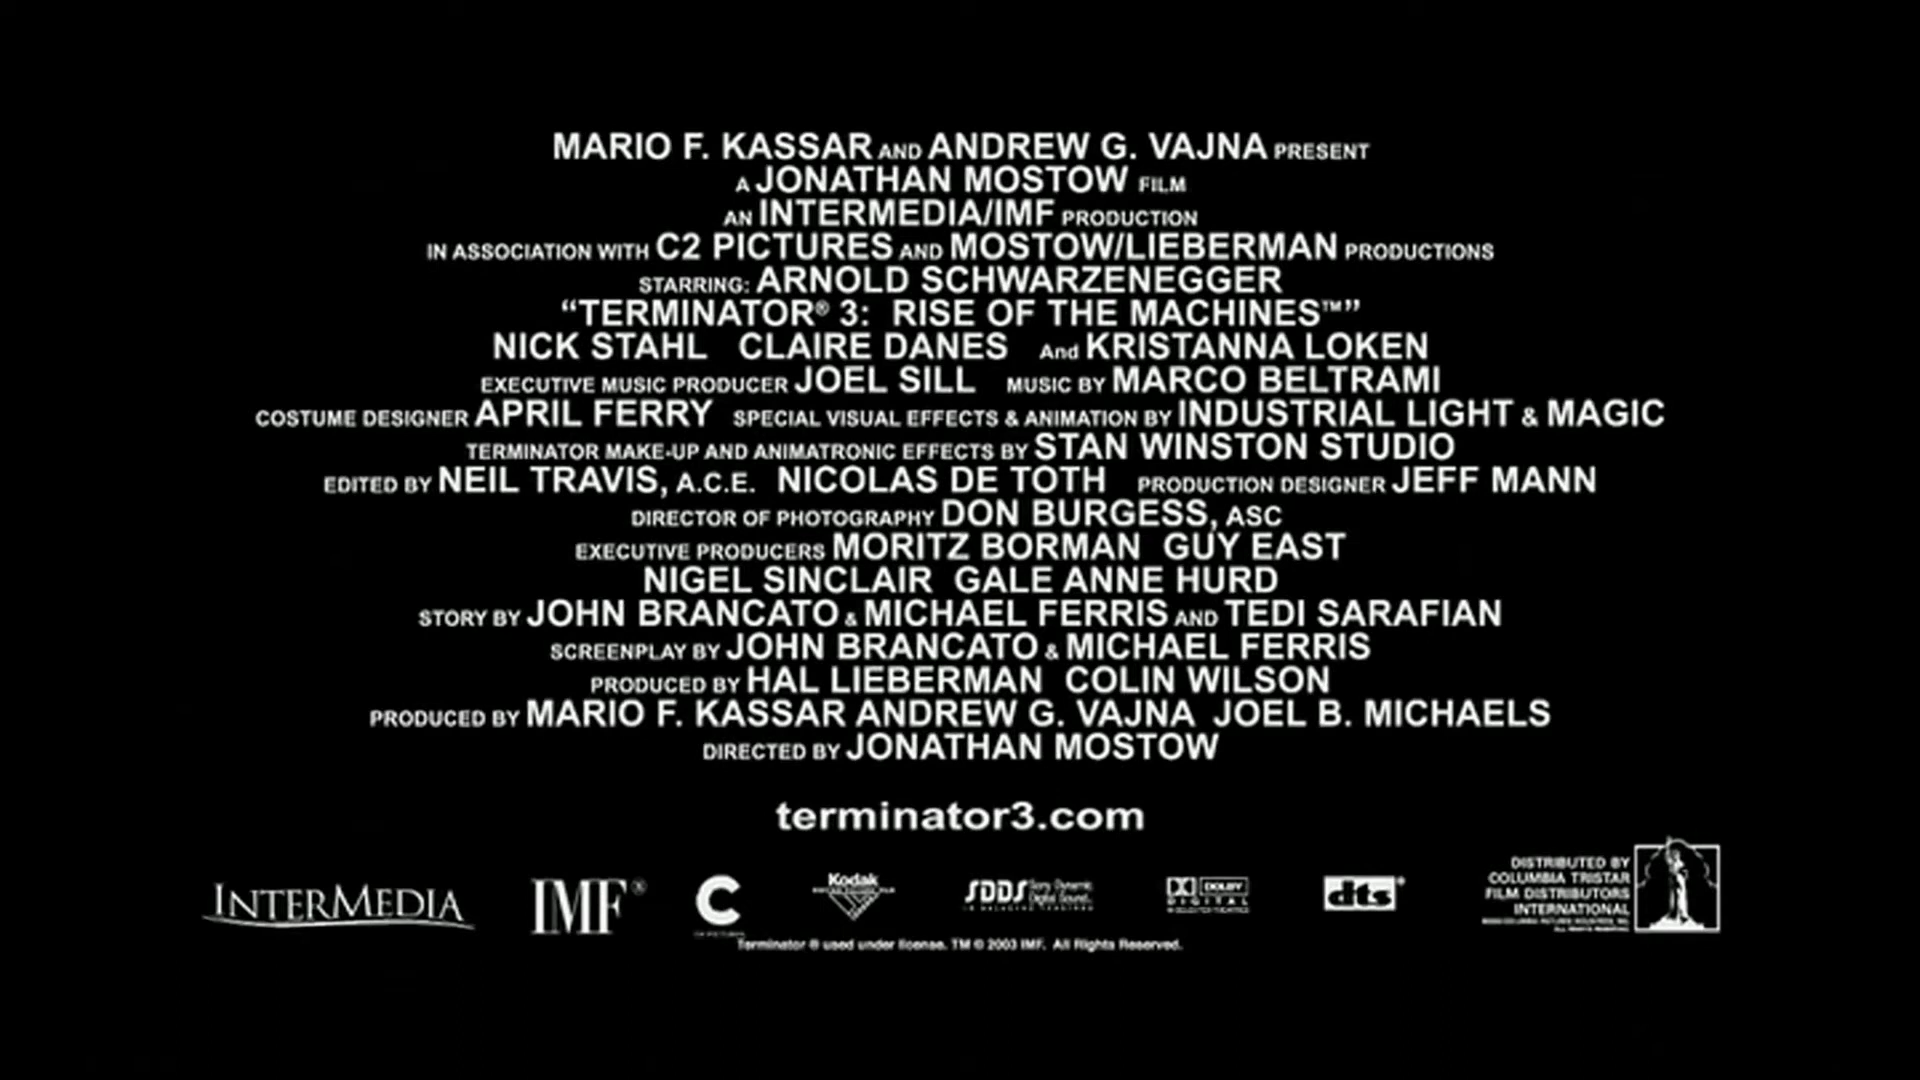 MARIO F. KASSAR AND ANDREW G. VAJNA PRESENT
A JONATHAN MOSTOW FILM
AN INTERMEDIA/IMF PRODUCTION
IN ASSOCIATION WITH C2 PICTURES AND MOSTOW/LIEBERMAN PRODUCTIONS
STARRING: ARNOLD SCHWARZENEGGER
“TERMINATOR® 3: RISE OF THE MACHINES™”
NICK STAHL CLAIRE DANES And KRISTANNA LOKEN
EXECUTIVE MUSIC PRODUCER JOEL SILL MUSIC BY MARCO BELTRAMI
COSTUME DESIGNER APRIL FERRY SPECIAL VISUAL EFFECTS & ANIMATION BY INDUSTRIAL LIGHT & MAGIC
TERMINATOR MAKE-UP AND ANIMATRONIC EFFECTS BY STAN WINSTON STUDIO
EDITED BY NEIL TRAVIS, A.C.E. NICOLAS DE TOTH PRODUCTION DESIGNER JEFF MANN
DIRECTOR OF PHOTOGRAPHY DON BURGESS, ASC
EXECUTIVE PRODUCERS MORITZ BORMAN GUY EAST
NIGEL SINCLAIR GALE ANNE HURD
STORY BY JOHN BRANCATO & MICHAEL FERRIS AND TEDI SARAFIAN
SCREENPLAY BY JOHN BRANCATO & MICHAEL FERRIS
PRODUCED BY HAL LIEBERMAN COLIN WILSON
PRODUCED BY MARIO F. KASSAR ANDREW G. VAJNA JOEL B. MICHAELS
DIRECTED BY JONATHAN MOSTOW
terminator3.com
INTERMEDIA
IMF®
C
Kodak
SDDS Sony Dynamic
Digital Sound
DOLBY
DIGITAL
dts
DISTRIBUTED BY
COLUMBIA TRISTAR
FILM DISTRIBUTORS
INTERNATIONAL
Terminator ® used under license. TM © 2003 IMF. All Rights Reserved.